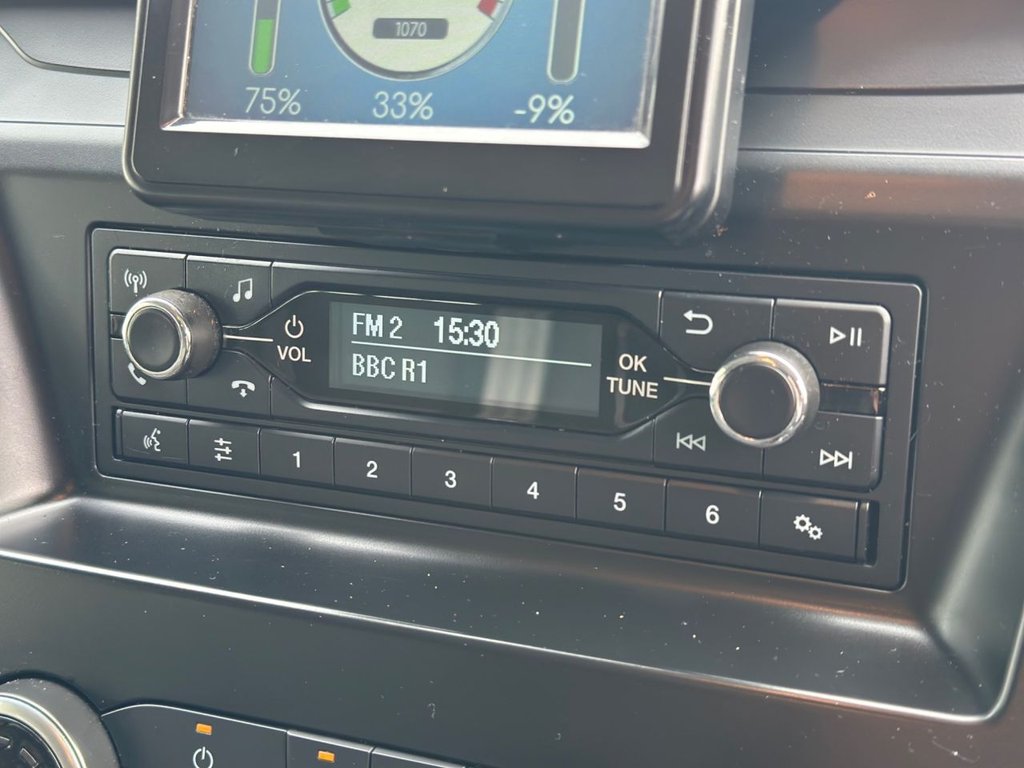 1070
75% 33% -9%
FM 2 15:30
BBC R1
VOL
OK
TUNE
1 2 3 4 5 6